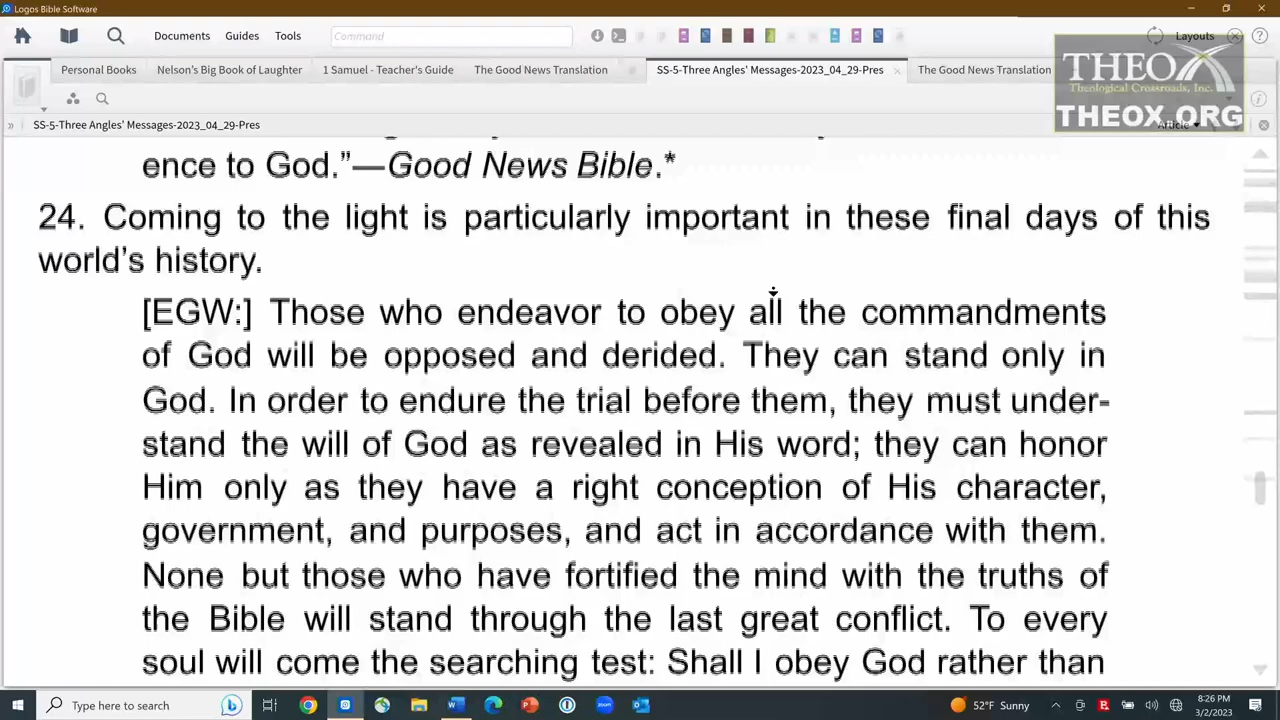 Logos Bible Software
Documents Guides Tools Command Layouts
Personal Books Nelson's Big Book of Laughter 1 Samuel - Teacher's Guide The Good News Translation SS-5-Three Angles' Messages-2023_04_29-Pres The Good News Translation
THEOX
Theological Crossroads, Inc.
THEOX.ORG
SS-5-Three Angles' Messages-2023_04_29-Pres Article
ence to God.”—Good News Bible.*
24. Coming to the light is particularly important in these final days of this
world’s history.
[EGW:] Those who endeavor to obey all the commandments
of God will be opposed and derided. They can stand only in
God. In order to endure the trial before them, they must under-
stand the will of God as revealed in His word; they can honor
Him only as they have a right conception of His character,
government, and purposes, and act in accordance with them.
None but those who have fortified the mind with the truths of
the Bible will stand through the last great conflict. To every
soul will come the searching test: Shall I obey God rather than
Type here to search
52°F Sunny
8:26 PM
3/2/2023